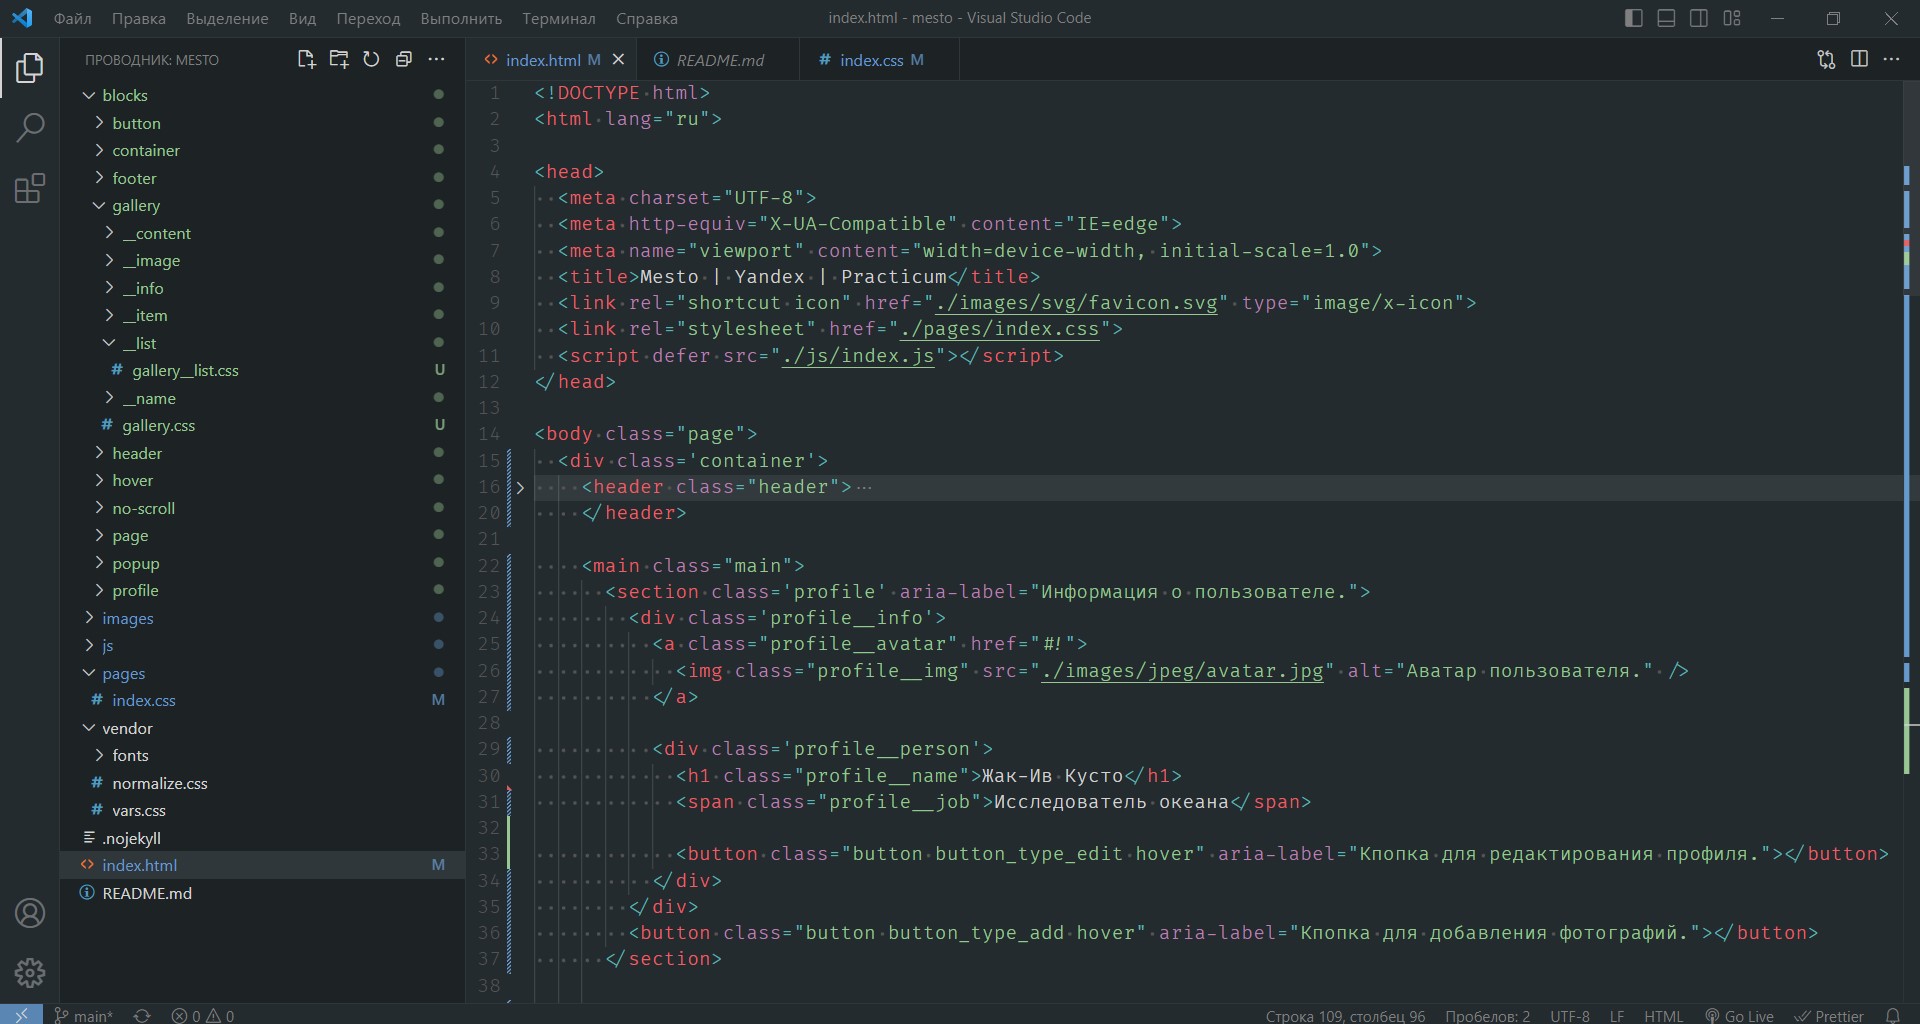 Файл Правка Выделение Вид Переход Выполнить Терминал Справка
index.html - mesto - Visual Studio Code
ПРОВОДНИК: MESTO
blocks
button
container
footer
gallery
__content
__image
__info
__item
__list
gallery__list.css U
__name
gallery.css U
header
hover
no-scroll
page
popup
profile
images
js
pages
index.css M
vendor
fonts
normalize.css
vars.css
.nojekyll
index.html M
README.md
index.html M
README.md
index.css M
1 <!DOCTYPE html>
2 <html lang="ru">
3
4 <head>
5 <meta charset="UTF-8">
6 <meta http-equiv="X-UA-Compatible" content="IE=edge">
7 <meta name="viewport" content="width=device-width, initial-scale=1.0">
8 <title>Mesto | Yandex | Practicum</title>
9 <link rel="shortcut icon" href="./images/svg/favicon.svg" type="image/x-icon">
10 <link rel="stylesheet" href="./pages/index.css">
11 <script defer src="./js/index.js"></script>
12 </head>
13
14 <body class="page">
15 <div class='container'>
16 <header class="header">
20 </header>
21
22 <main class="main">
23 <section class='profile' aria-label="Информация о пользователе.">
24 <div class='profile__info'>
25 <a class="profile__avatar" href="#!">
26 <img class="profile__img" src="./images/jpeg/avatar.jpg" alt="Аватар пользователя." />
27 </a>
28
29 <div class='profile__person'>
30 <h1 class="profile__name">Жак-Ив Кусто</h1>
31 <span class="profile__job">Исследователь океана</span>
32
33 <button class="button button_type_edit hover" aria-label="Кпопка для редактирования профиля."></button>
34 </div>
35 </div>
36 <button class="button button_type_add hover" aria-label="Кпопка для добавления фотографий."></button>
37 </section>
38
main* 0 0
Строка 109, столбец 96 Пробелов: 2 UTF-8 LF HTML Go Live Prettier